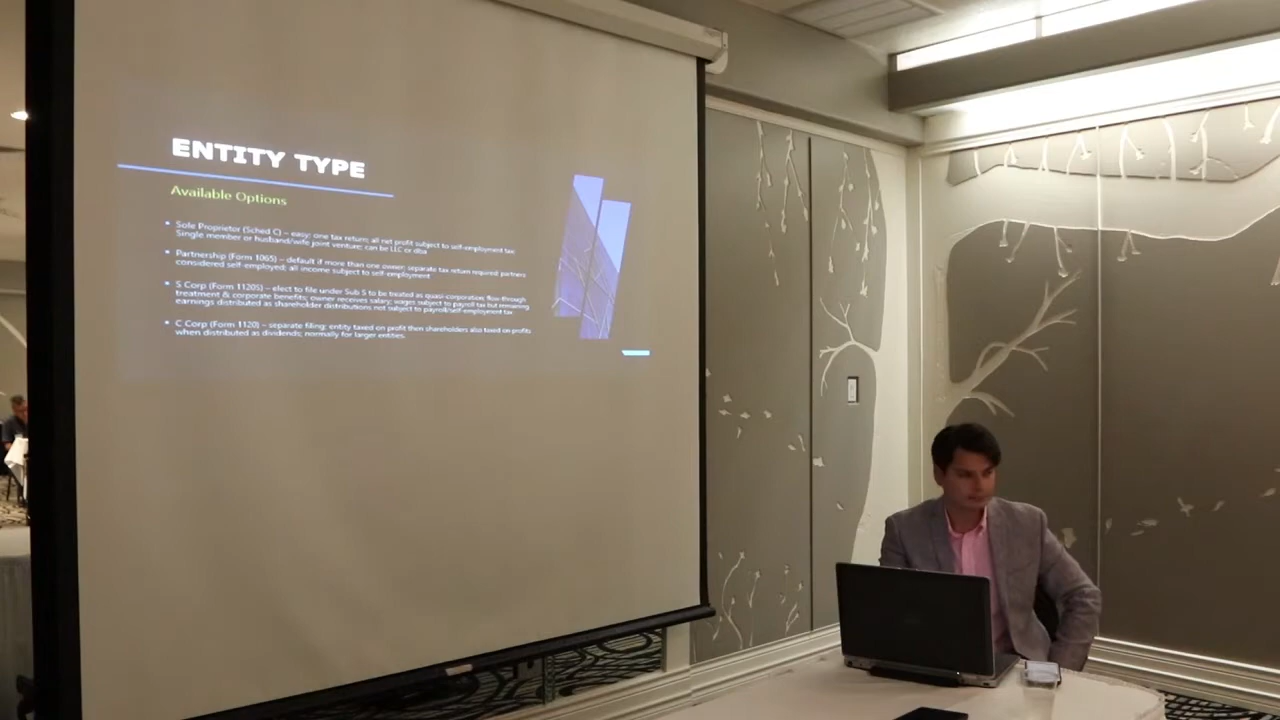 ENTITY TYPE
Available Options
• Sole Proprietor (Sched C) – easy; one tax return; all net profit subject to self-employment tax;
Single member or husband/wife joint venture; can be LLC or dba
• Partnership (Form 1065) – default if more than one owner; separate tax return required; partners
considered self-employed; all income subject to self-employment
• S Corp (Form 1120S) – elect to file under Sub S to be treated as quasi-corporation; flow-through
treatment & corporate benefits; owner receives salary; wages subject to payroll tax but remaining
earnings distributed as shareholder distributions not subject to payroll/self-employment tax
• C Corp (Form 1120) – separate filing; entity taxed on profit then shareholders also taxed on profits
when distributed as dividends; normally for larger entities.